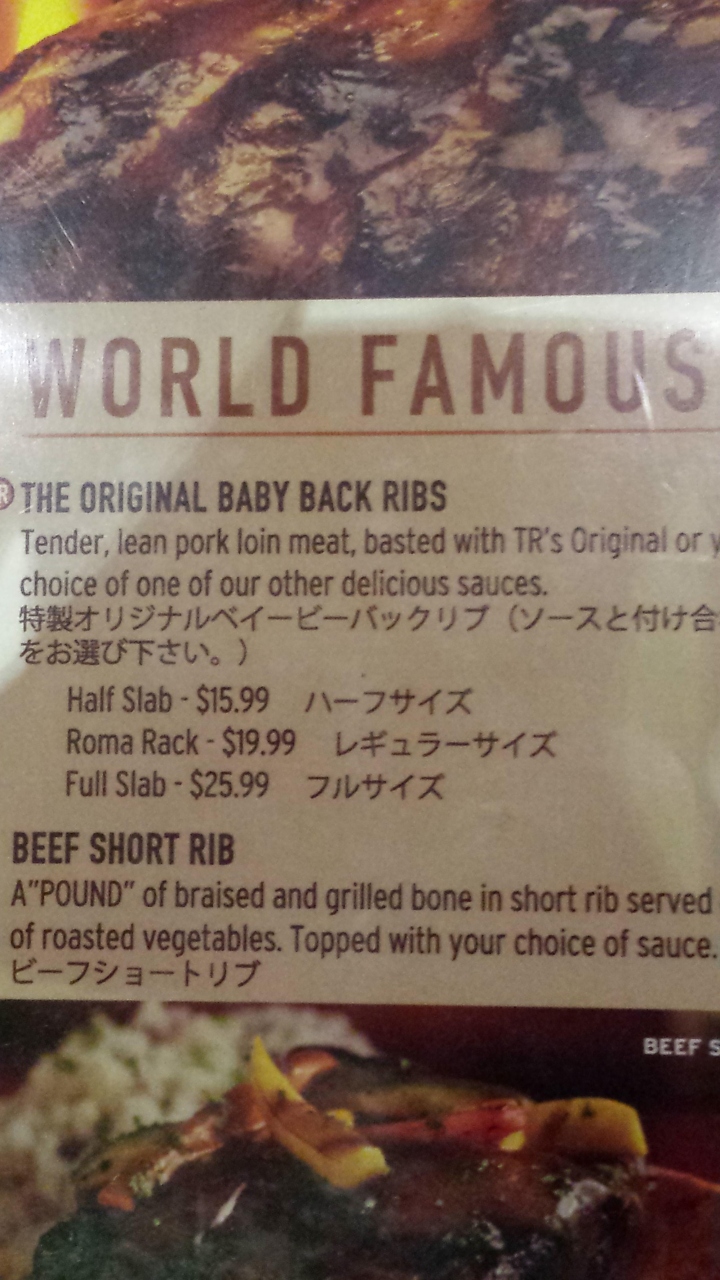 WORLD FAMOUS
R THE ORIGINAL BABY BACK RIBS
Tender, lean pork loin meat, basted with TR's Original or
choice of one of our other delicious sauces.
特製オリジナルベイービーバックリブ（ソースと付け合
をお選び下さい。）
Half Slab - $15.99 ハーフサイズ
Roma Rack - $19.99 レギュラーサイズ
Full Slab - $25.99 フルサイズ
BEEF SHORT RIB
A"POUND" of braised and grilled bone in short rib served
of roasted vegetables. Topped with your choice of sauce.
ビーフショートリブ
BEEF S